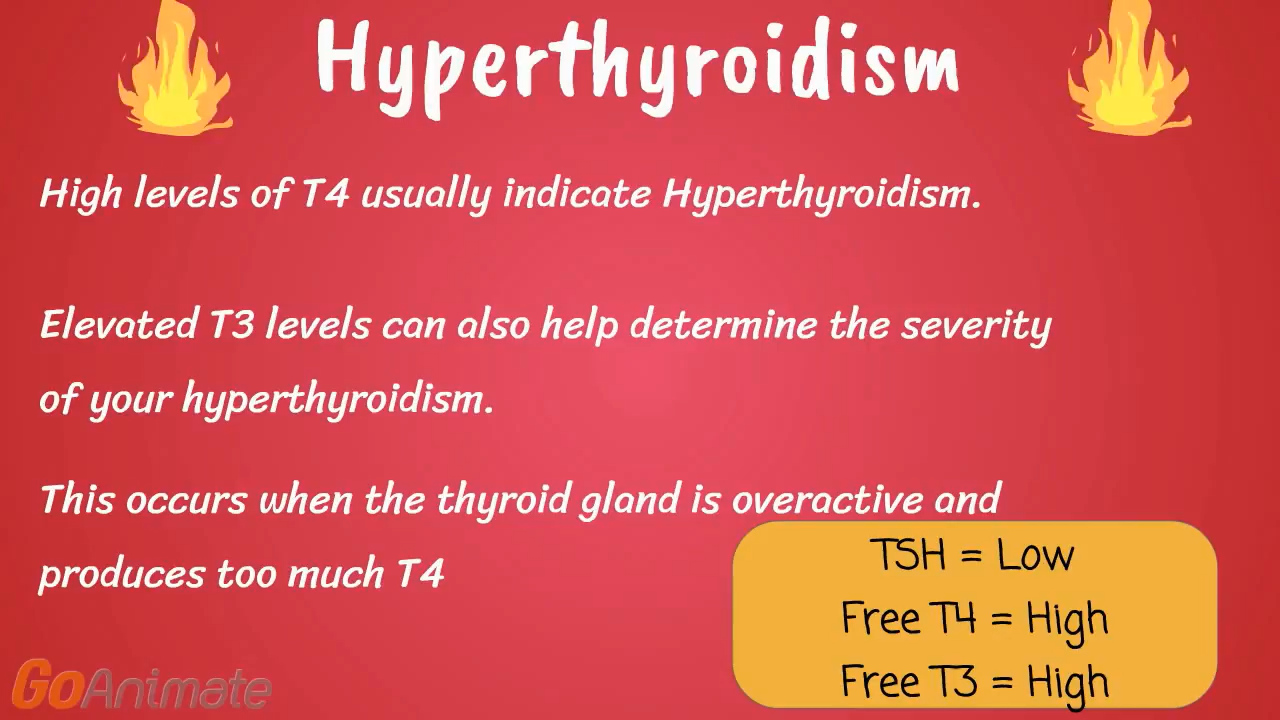 Hyperthyroidism
High levels of T4 usually indicate Hyperthyroidism.
Elevated T3 levels can also help determine the severity
of your hyperthyroidism.
This occurs when the thyroid gland is overactive and
produces too much T4
TSH = Low
Free T4 = High
Free T3 = High
GoAnimate